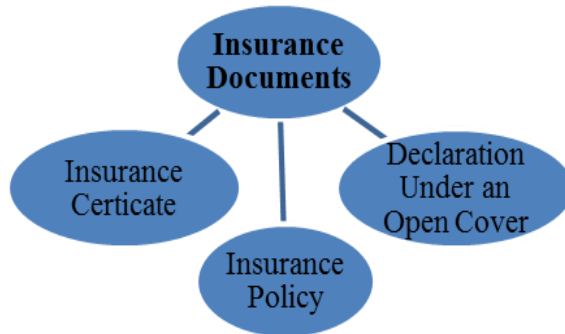 Insurance
Documents
Insurance
Certicate
Declaration
Under an
Open Cover
Insurance
Policy